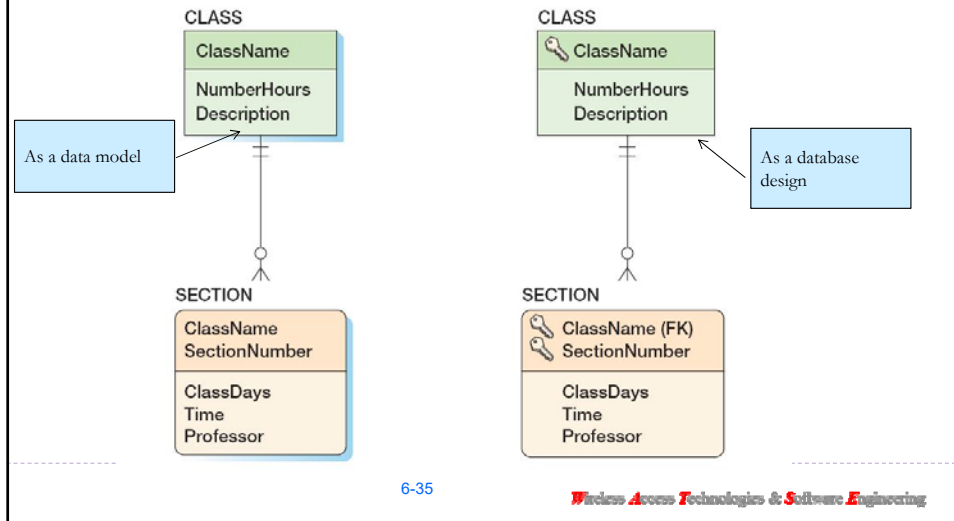 CLASS
ClassName
NumberHours
Description
As a data model
SECTION
ClassName
SectionNumber
ClassDays
Time
Professor
CLASS
ClassName
NumberHours
Description
As a database
design
SECTION
ClassName (FK)
SectionNumber
ClassDays
Time
Professor
6-35
Wireless Access Technologies & Software Engineering